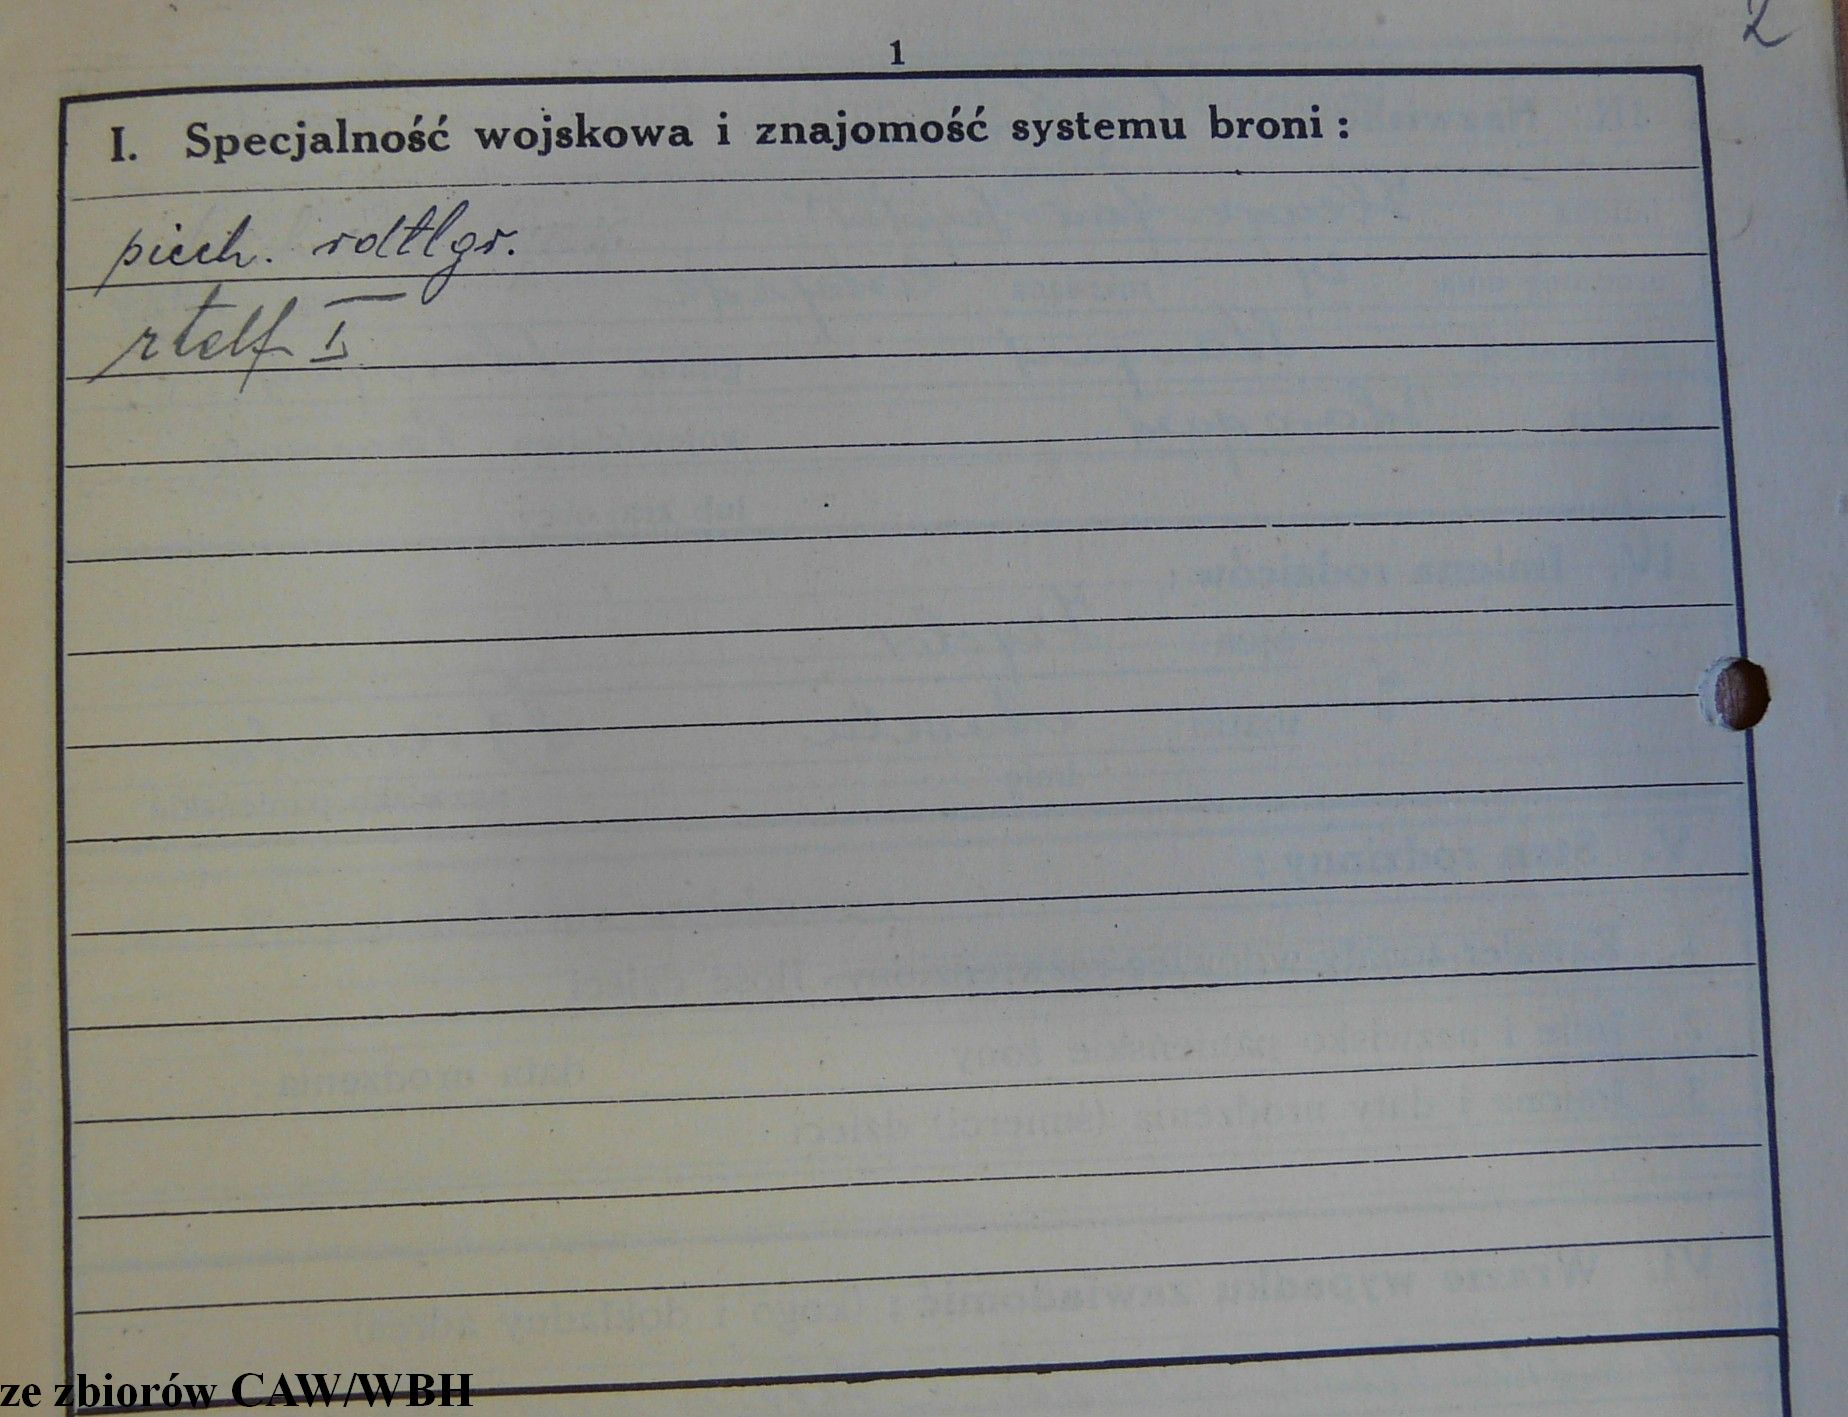 2
1
I. Specjalność wojskowa i znajomość systemu broni :
piech. rdtlgr.
rtelf I
ze zbiorów CAW/WBH